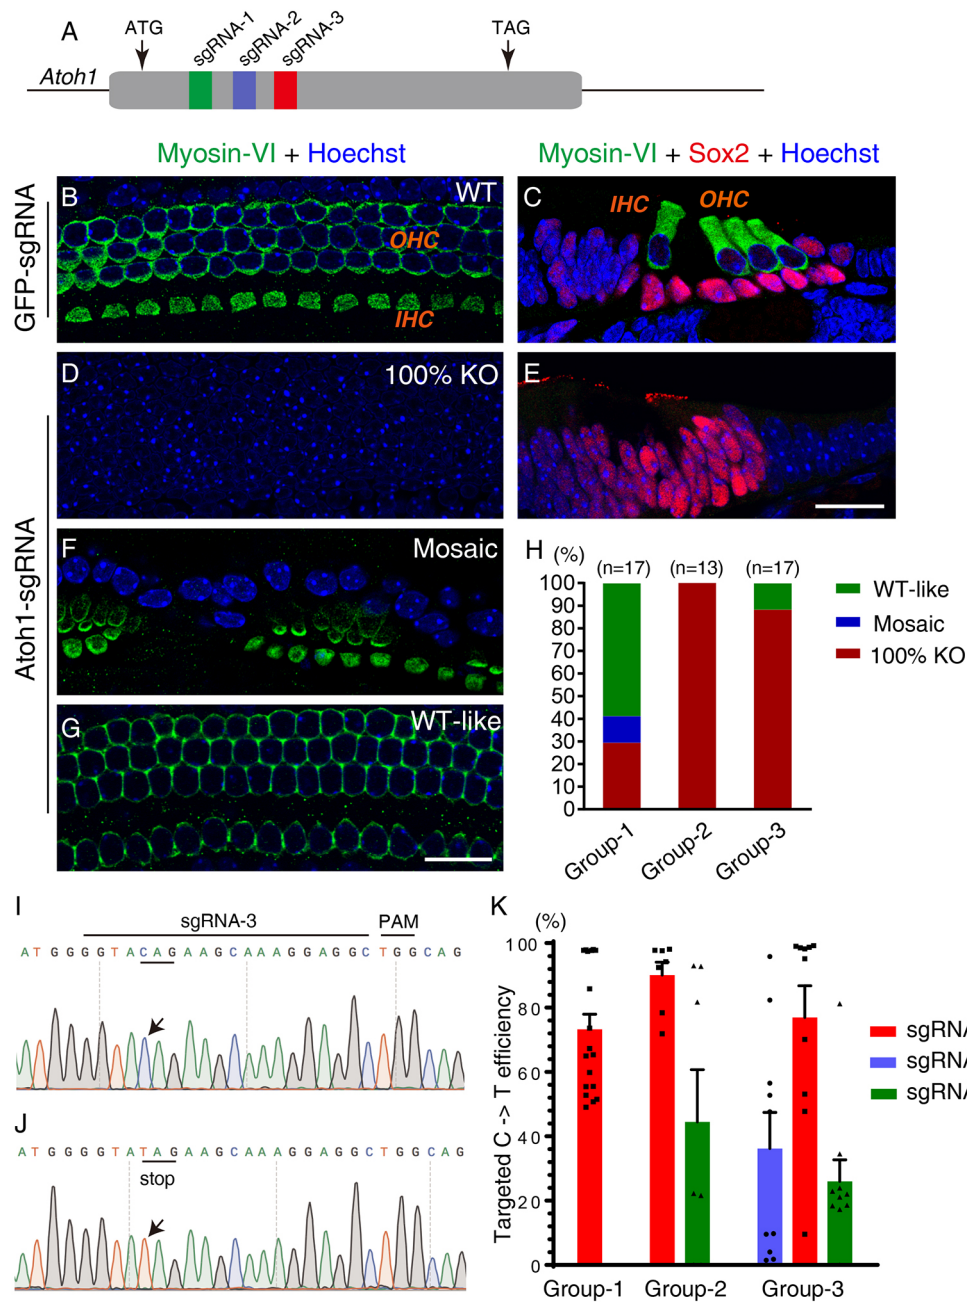 A
ATG
sgRNA-1
sgRNA-2
sgRNA-3
TAG
Atoh1
Myosin-VI + Hoechst
Myosin-VI + Sox2 + Hoechst
GFP-sgRNA
B
WT
OHC
IHC
C
IHC
OHC
Atoh1-sgRNA
D
100% KO
E
F
Mosaic
G
WT-like
H
(%)
(n=17)
(n=13)
(n=17)
100
90
80
70
60
50
40
30
20
10
0
Group-1
Group-2
Group-3
WT-like
Mosaic
100% KO
I
sgRNA-3
PAM
A T G G G G T A C A G A A G C A A A G G A G G C T G G C A G
J
A T G G G G T A T A G A A G C A A A G G A G G C T G G C A G
stop
K
(%)
Targeted C -> T efficiency
100
80
60
40
20
0
Group-1
Group-2
Group-3
sgRNA
sgRNA
sgRNA